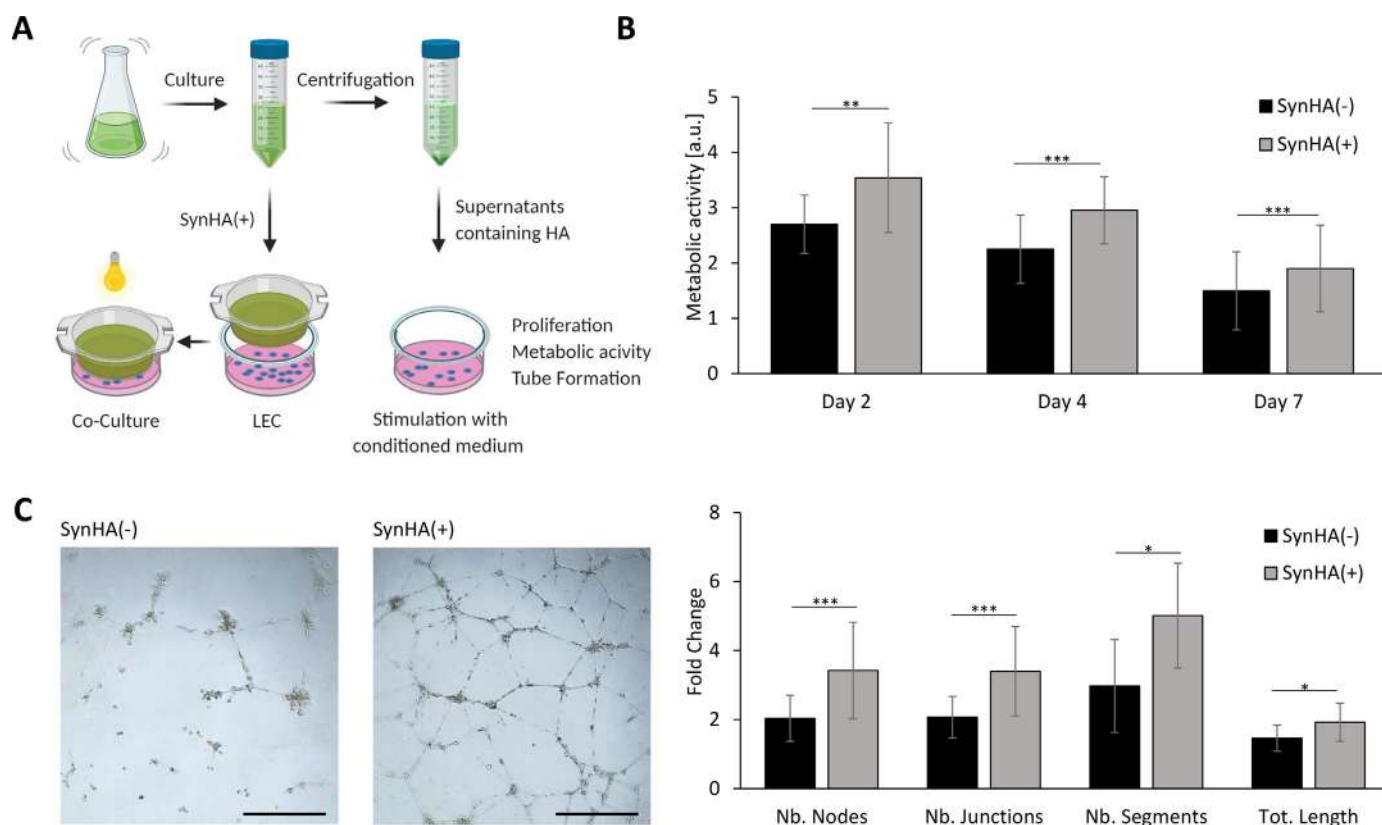 A
Culture
Centrifugation
SynHA(+)
Supernatants
containing HA
Proliferation
Metabolic acivity
Tube Formation
Co-Culture
LEC
Stimulation with
conditioned medium
B
Metabolic activity [a.u.]
5
4
3
2
1
0
**
***
***
SynHA(-)
SynHA(+)
Day 2
Day 4
Day 7
C
SynHA(-)
SynHA(+)
Fold Change
8
6
4
2
0
***
***
*
*
SynHA(-)
SynHA(+)
Nb. Nodes
Nb. Junctions
Nb. Segments
Tot. Length